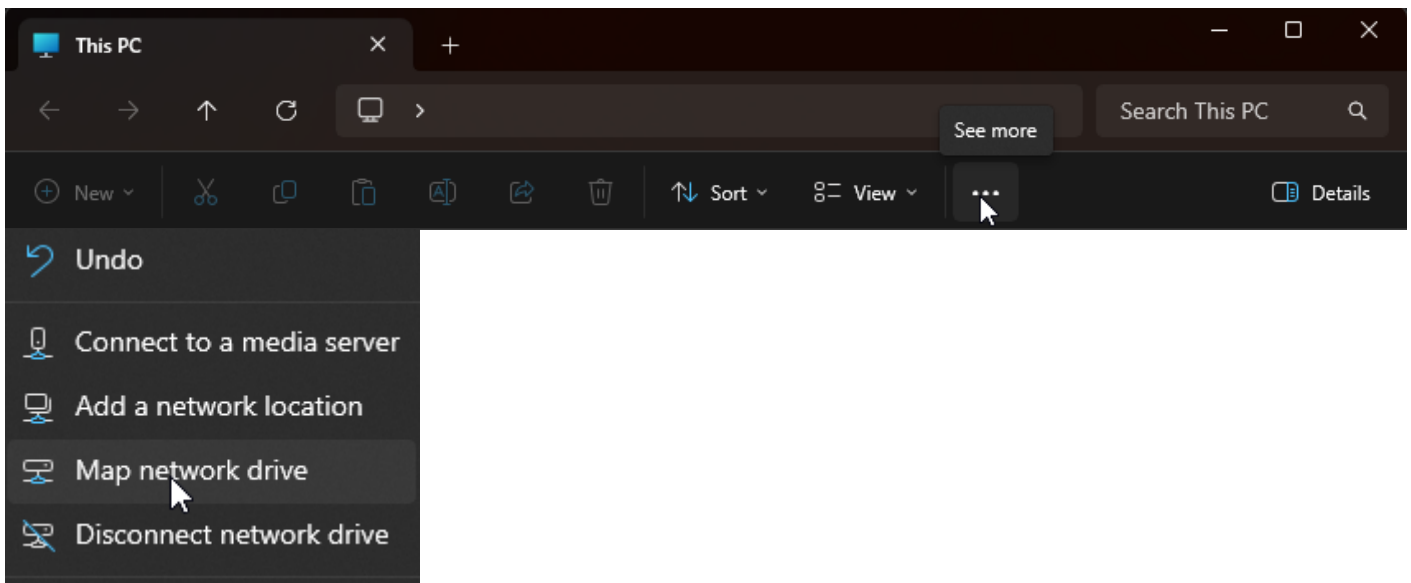 This PC
Search This PC
See more
New Sort View ••• Details
Undo
Connect to a media server
Add a network location
Map network drive
Disconnect network drive